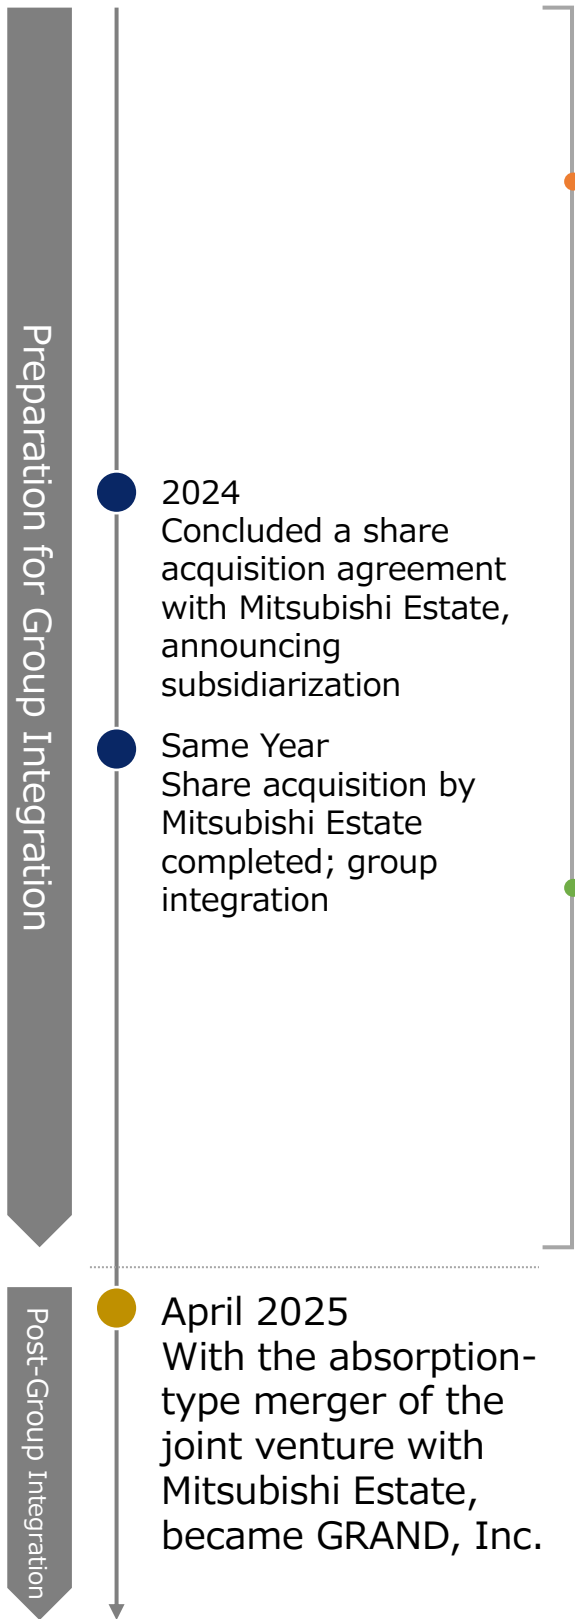 Preparation for Group Integration
2024
Concluded a share
acquisition agreement
with Mitsubishi Estate,
announcing
subsidiarization
Same Year
Share acquisition by
Mitsubishi Estate
completed; group
integration
Post-Group Integration
April 2025
With the absorption-
type merger of the
joint venture with
Mitsubishi Estate,
became GRAND, Inc.